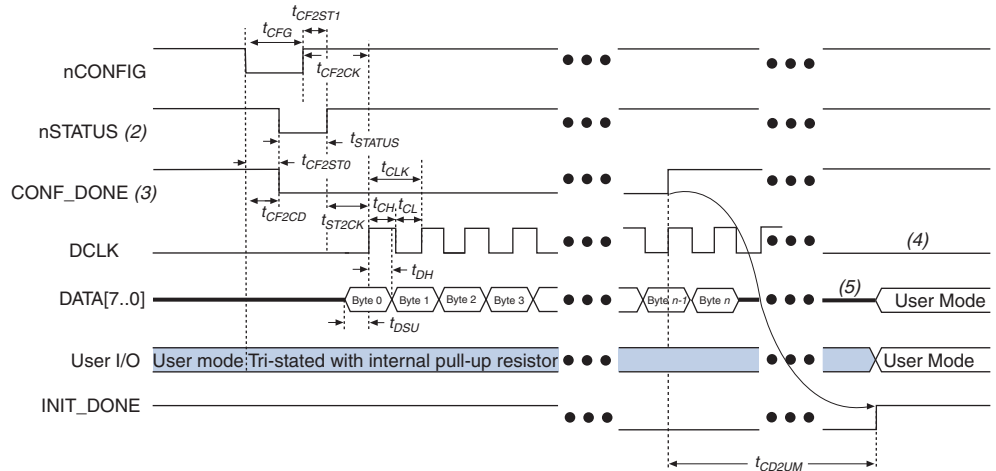 tCF2ST1
tCFG
nCONFIG
tCF2CK
nSTATUS (2)
tSTATUS
tCF2ST0
tCLK
CONF_DONE (3)
tCF2CD
tST2CK
tCH
tCL
DCLK
(4)
tDH
DATA[7..0]
Byte 0
Byte 1
Byte 2
Byte 3
Byte n-1
Byte n
(5)
User Mode
tDSU
User I/O
User mode
Tri-stated with internal pull-up resistor
User Mode
INIT_DONE
tCD2UM